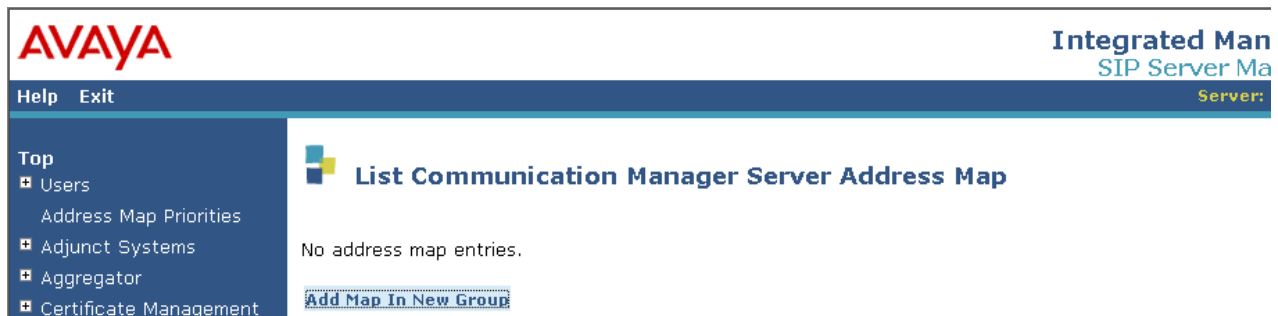 AVAYA
Integrated Man
SIP Server Ma
Help Exit
Server:
Top
Users
Address Map Priorities
Adjunct Systems
Aggregator
Certificate Management
List Communication Manager Server Address Map
No address map entries.
Add Map In New Group